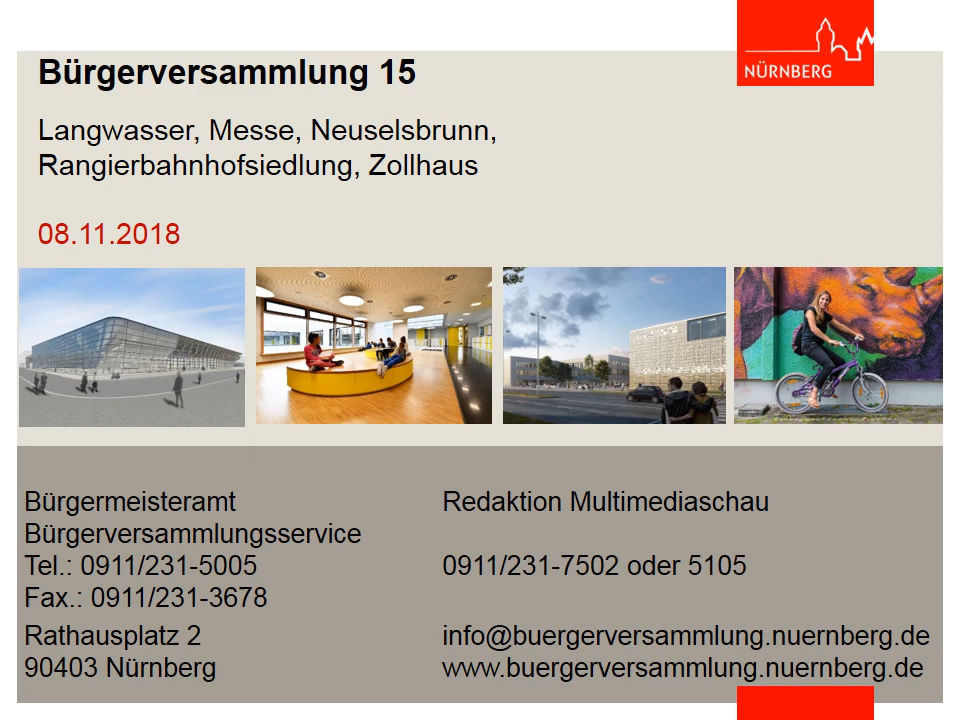 NÜRNBERG
Bürgerversammlung 15
Langwasser, Messe, Neuselsbrunn,
Rangierbahnhofsiedlung, Zollhaus
08.11.2018
Bürgermeisteramt
Bürgerversammlungsservice
Tel.: 0911/231-5005
Fax.: 0911/231-3678
Rathausplatz 2
90403 Nürnberg
Redaktion Multimediaschau
0911/231-7502 oder 5105
info@buergerversammlung.nuernberg.de
www.buergerversammlung.nuernberg.de